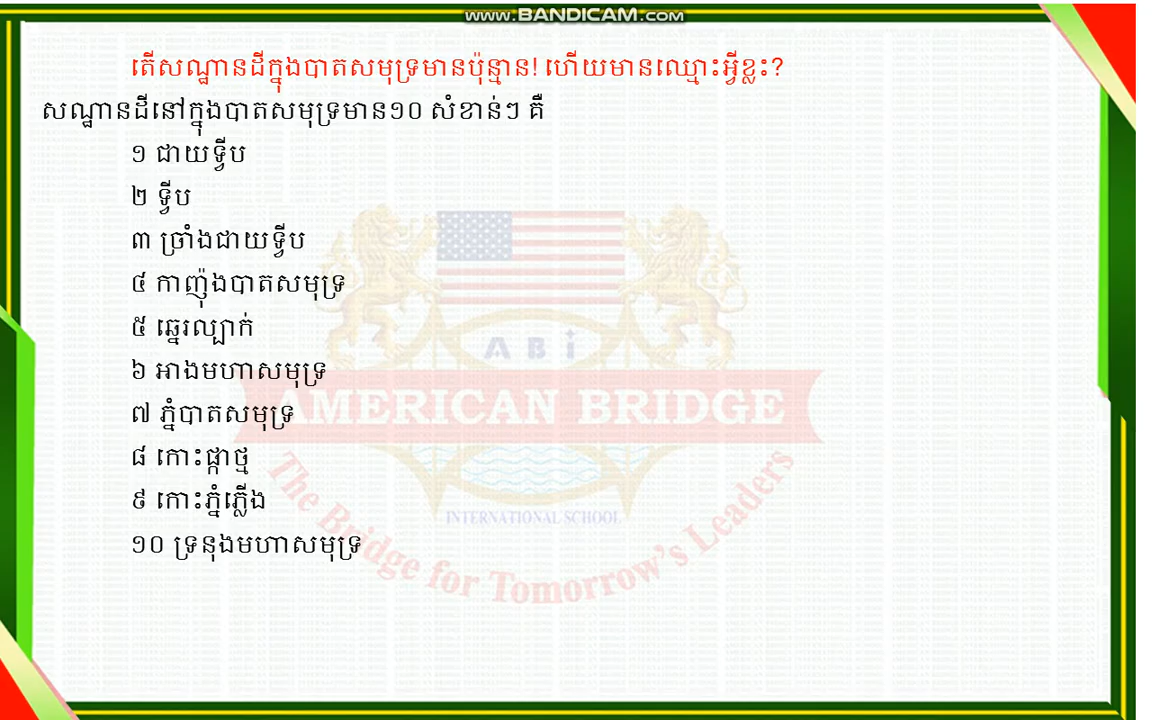 www.BANDICAM.com
តើសណ្ឋានដីក្នុងបាតសមុទ្រមានប៉ុន្មាន! ហើយមានឈ្មោះអ្វីខ្លះ?
សណ្ឋានដីនៅក្នុងបាតសមុទ្រមាន១០ សំខាន់ៗ គឺ
១ ជាយទ្វីប
២ ទ្វីប
៣ ច្រាំងជាយទ្វីប
៤ កាញ៉ុងបាតសមុទ្រ
៥ ឆ្នេរល្បាក់
៦ អាងមហាសមុទ្រ
៧ ភ្នំបាតសមុទ្រ
៨ កោះផ្កាថ្ម
៩ កោះភ្នំភ្លើង
១០ ទ្រនុងមហាសមុទ្រ
ABi
AMERICAN BRIDGE
INTERNATIONAL SCHOOL
The Bridge for Tomorrow's Leaders